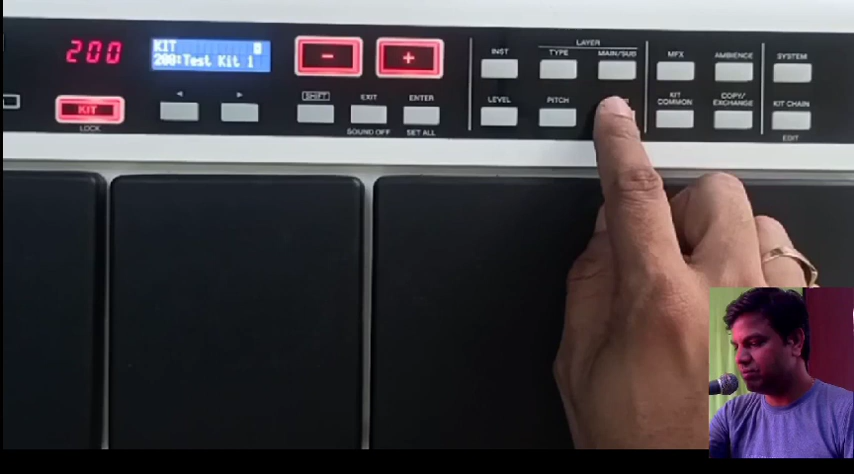 200
KIT
200:Test Kit 1
KIT
LOCK
SHIFT
EXIT
ENTER
SOUND OFF
SET ALL
INST
LAYER
TYPE
MAIN/SUB
LEVEL
PITCH
MFX
AMBIENCE
SYSTEM
KIT
COMMON
COPY/
EXCHANGE
KIT CHAIN
EDIT